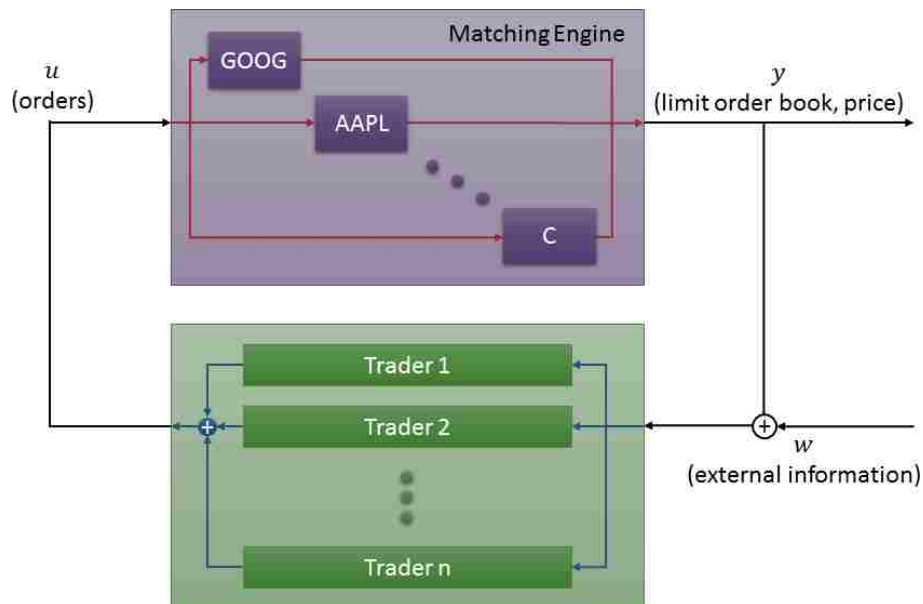 Matching Engine
GOOG
u
(orders)
y
(limit order book, price)
AAPL
C
Trader 1
Trader 2
+
+
w
(external information)
Trader n